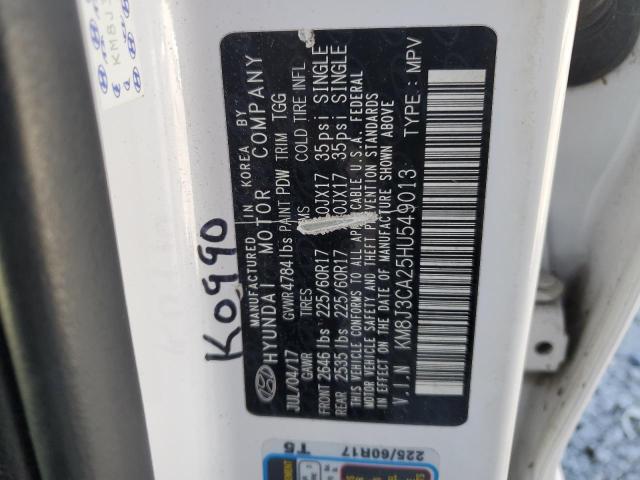 MANUFACTURED IN KOREA BY
HYUNDAI MOTOR COMPANY
JUL/04/17 GVWR 4784 lbs PAINT PDW TRIM TGG
GAWR TIRES COLD TIRE INFL
FRONT 2646 lbs 225/60R17 35psi SINGLE
REAR 2535 lbs 225/60R17 35psi SINGLE
THIS VEHICLE CONFORMS TO ALL APPLICABLE U.S.A. FEDERAL
MOTOR VEHICLE SAFETY AND THEFT PREVENTION STANDARDS
IN EFFECT ON THE DATE OF MANUFACTURE SHOWN ABOVE
V.I.N KM8J3CA25HU549013 TYPE: MPV
K0990
KM8J
225/60R17
T5